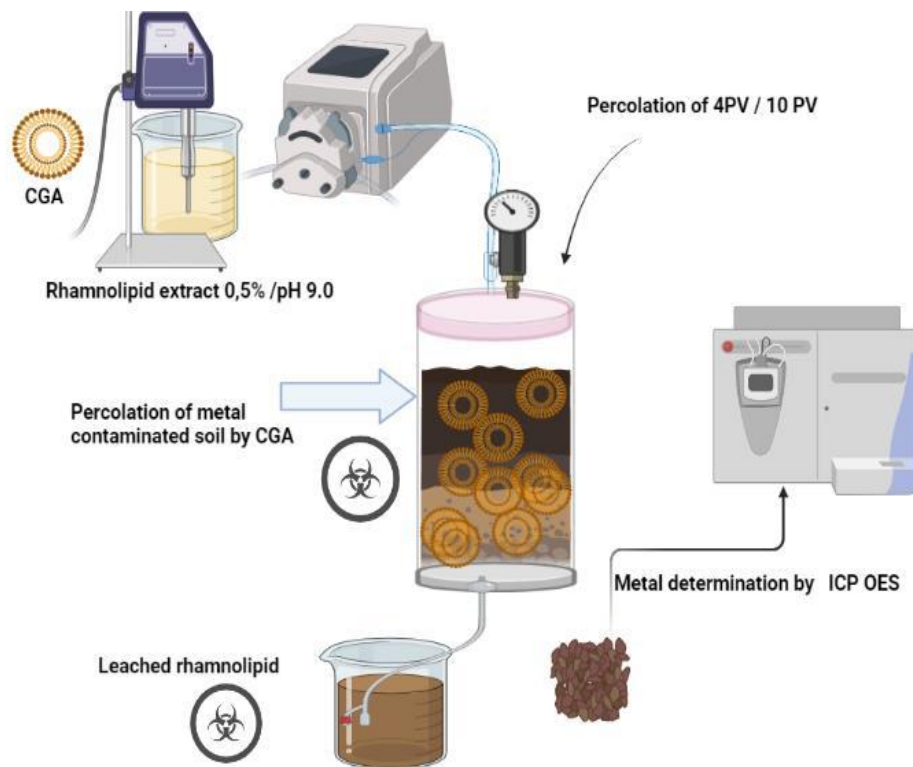 CGA
Rhamnolipid extract 0,5% /pH 9.0
Percolation of 4PV / 10 PV
Percolation of metal
contaminated soil by CGA
Metal determination by ICP OES
Leached rhamnolipid